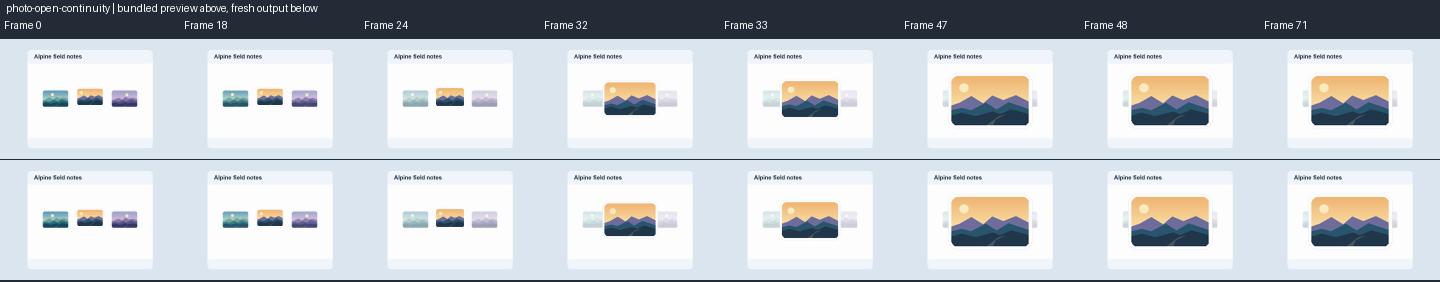 photo-open-continuity | bundled preview above, fresh output below
Frame 0 Frame 18 Frame 24 Frame 32 Frame 33 Frame 47 Frame 48 Frame 71
Alpine field notes Alpine field notes Alpine field notes Alpine field notes Alpine field notes Alpine field notes Alpine field notes Alpine field notes
Alpine field notes Alpine field notes Alpine field notes Alpine field notes Alpine field notes Alpine field notes Alpine field notes Alpine field notes